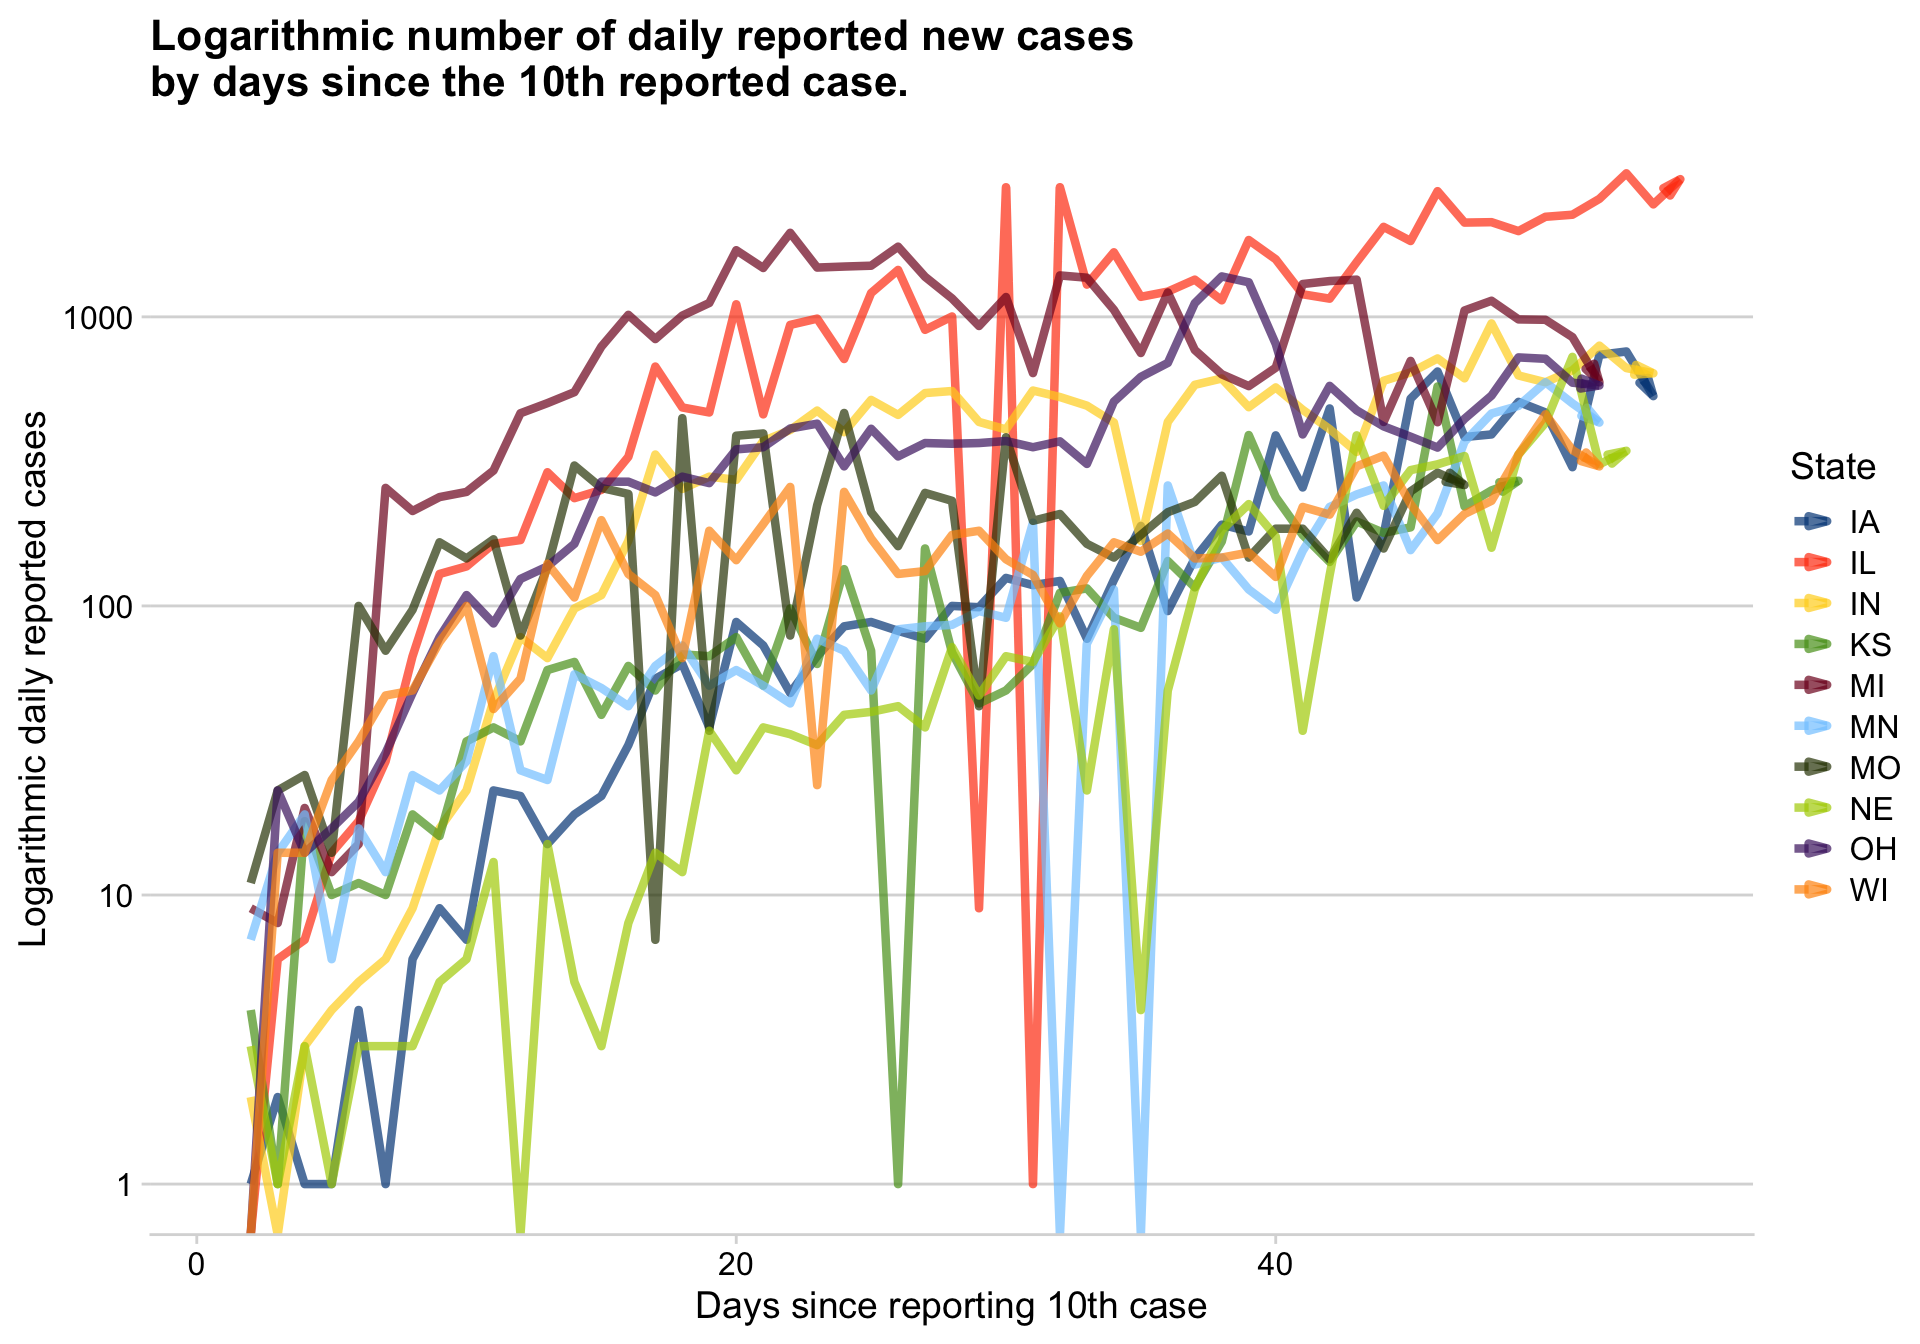 Logarithmic number of daily reported new cases
by days since the 10th reported case.
Logarithmic daily reported cases
1000
100
10
1
0
20
40
Days since reporting 10th case
State
IA
IL
IN
KS
MI
MN
MO
NE
OH
WI